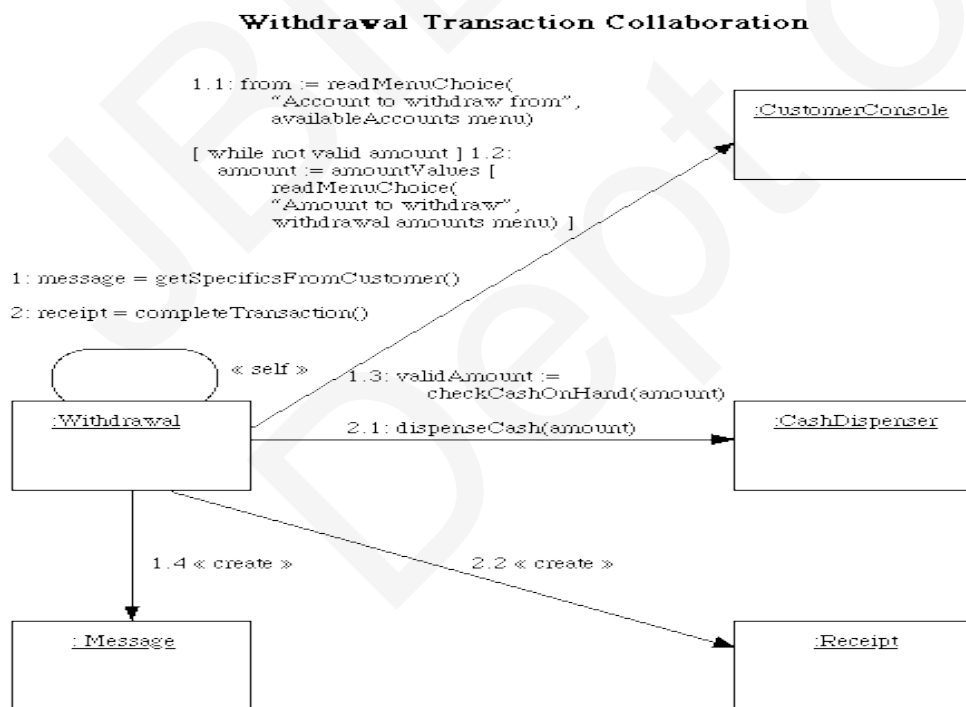 Withdrawal Transaction Collaboration
1.1: from := readMenuChoice(
"Account to withdraw from",
availableAccounts menu)
[ while not valid amount ] 1.2:
amount := amountValues [
readMenuChoice(
"Amount to withdraw",
withdrawal amounts menu) ]
:CustomerConsole
1: message = getSpecificsFromCustomer()
2: receipt = completeTransaction()
« self »
1.3: validAmount :=
checkCashOnHand(amount)
:Withdrawal
2.1: dispenseCash(amount)
:CashDispenser
1.4 « create »
2.2 « create »
: Message
:Receipt